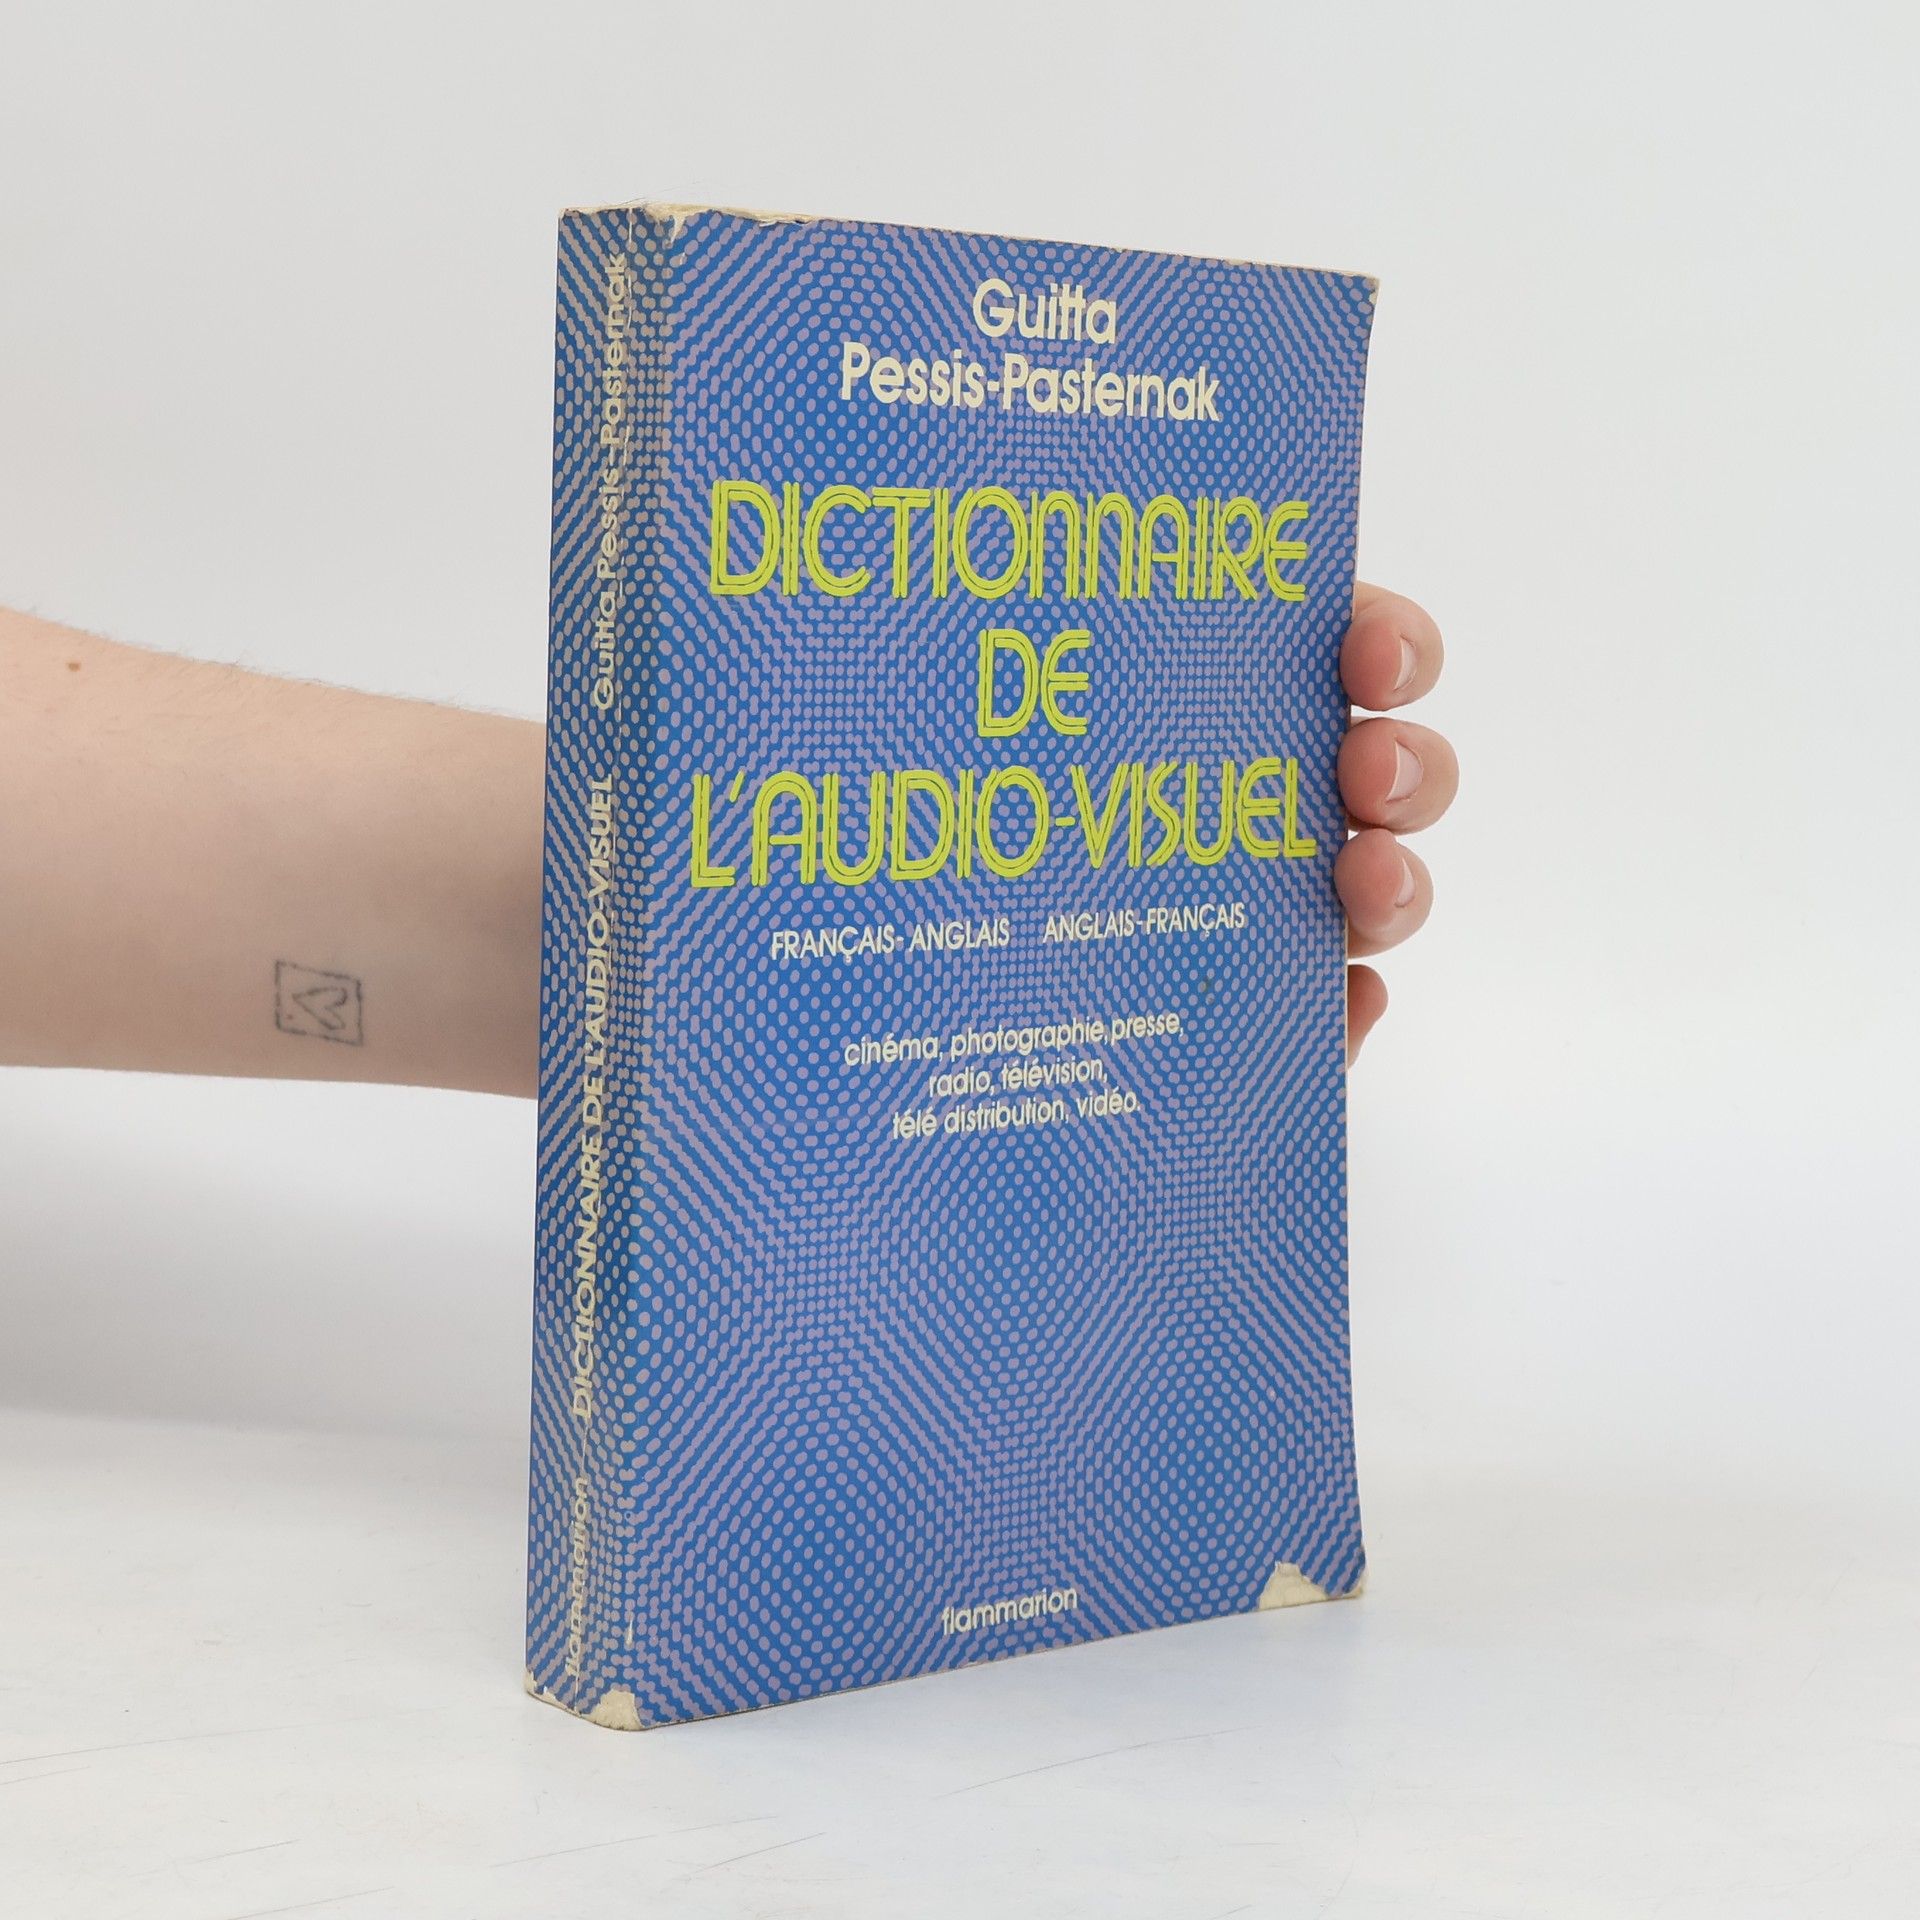 Guitta
Pessis-Pasternak
DICTIONNAIRE
DE
L'AUDIO-VISUEL
FRANÇAIS-ANGLAIS ANGLAIS-FRANÇAIS
cinéma, photographie, presse,
radio, télévision,
télé distribution, vidéo.
flammarion
flammarion DICTIONNAIRE DE L'AUDIO-VISUEL Guitta Pessis-Pasternak